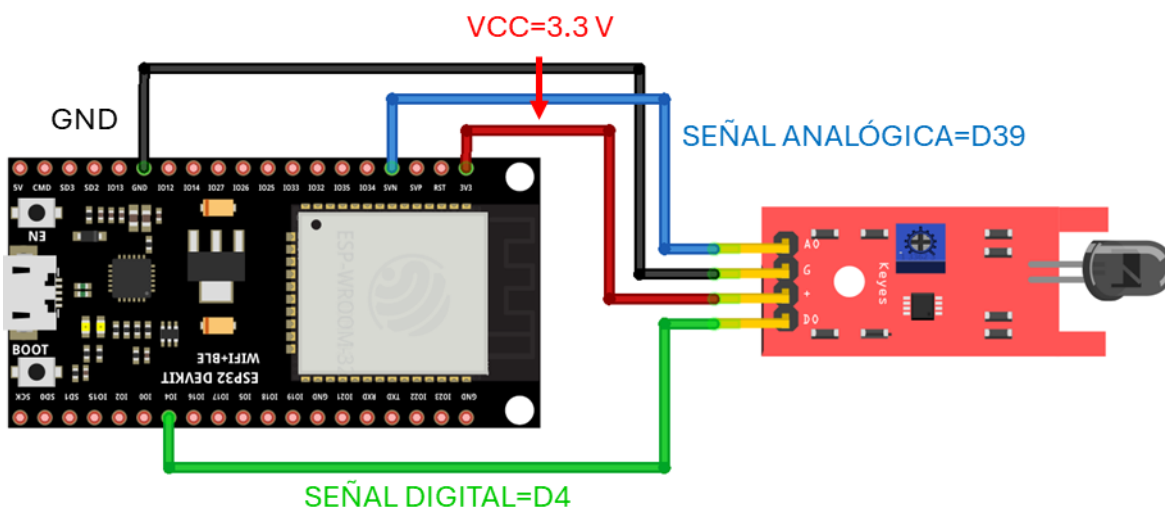 VCC=3.3 V
GND
SEÑAL ANALÓGICA=D39
5V CMD SD3 SD2 IO13 GND IO12 IO14 IO27 IO26 IO25 IO33 IO32 IO35 IO34 SVN SVP RST 3V3
EN
ESP-WROOM-32
BOOT
WIFI+BLE
ESP32 DEVKIT
SCK SD0 SD1 IO15 IO2 IO0 IO4 IO16 IO17 IO5 IO18 IO19 GND IO21 RXD TXD IO22 IO23 GND
A0
G
+
D0
Keyes
SEÑAL DIGITAL=D4